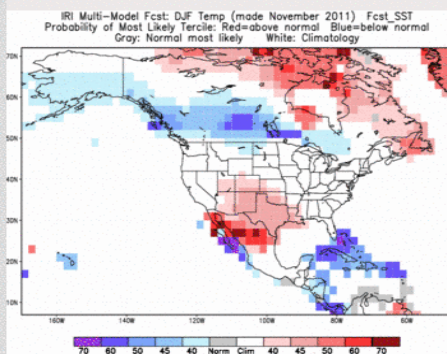 IRI Multi-Model Fcst: DJF Temp (made November 2011) Fcst_SST
Probability of Most Likely Tercile: Red=above normal Blue=below normal
Gray: Normal most likely White: Climatology
70N
60N
50N
40N
30N
20N
10N
160W 140W 120W 100W 80W 60W
70 60 50 45 40 Norm Clim 40 45 50 60 70